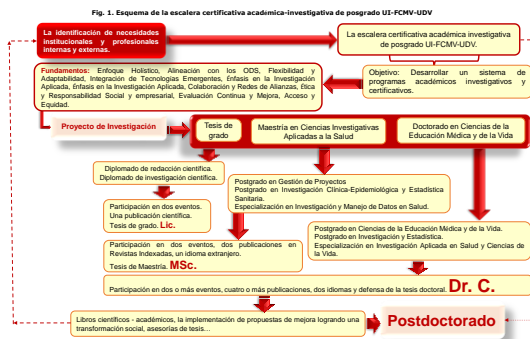 Fig. 1. Esquema de la escalera certificativa académica-investigativa de posgrado UI-FCMV-UDV
La identificación de necesidades
institucionales y profesionales
internas y externas.
La escalera certificativa académica investigativa
de posgrado UI-FCMV-UDV.
Fundamentos: Enfoque Holístico, Alineación con los ODS, Flexibilidad y
Adaptabilidad, Integración de Tecnologías Emergentes, Énfasis en la Investigación
Aplicada, Énfasis en la Investigación Aplicada, Colaboración y Redes de Alianzas, Ética
y Responsabilidad Social y empresarial, Evaluación Continua y Mejora, Acceso y
Equidad.
Objetivo: Desarrollar un sistema de
programas académicos investigativos y
certificativos.
Proyecto de Investigación
Tesis de
grado
Maestría en Ciencias Investigativas
Aplicadas a la Salud
Doctorado en Ciencias de la
Educación Médica y de la Vida
Diplomado de redacción científica.
Diplomado de investigación científica.
Postgrado en Gestión de Proyectos
Postgrado en Investigación Clínica-Epidemiológica y Estadística
Sanitaria.
Especialización en Investigación y Manejo de Datos en Salud.
Participación en dos eventos.
Una publicación científica.
Tesis de grado. Lic.
Postgrado en Ciencias de la Educación Médica y de la Vida.
Postgrado en Investigación y Estadística.
Especialización en Investigación Aplicada en Salud y Ciencias de
la Vida.
Participación en dos eventos, dos publicaciones en
Revistas Indexadas, un idioma extranjero.
Tesis de Maestría. MSc.
Participación en dos o más eventos, cuatro o más publicaciones, dos idiomas y defensa de la tesis doctoral. Dr. C.
Libros científicos - académicos, la implementación de propuestas de mejora logrando una
transformación social, asesorías de tesis...
Postdoctorado